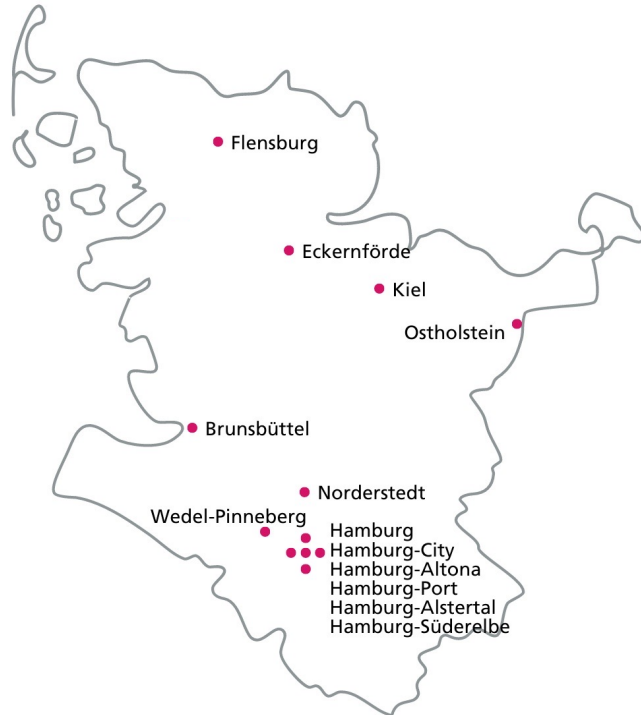 Flensburg
Eckernförde
Kiel
Ostholstein
Brunsbüttel
Norderstedt
Wedel-Pinneberg
Hamburg
Hamburg-City
Hamburg-Altona
Hamburg-Port
Hamburg-Alstertal
Hamburg-Süderelbe